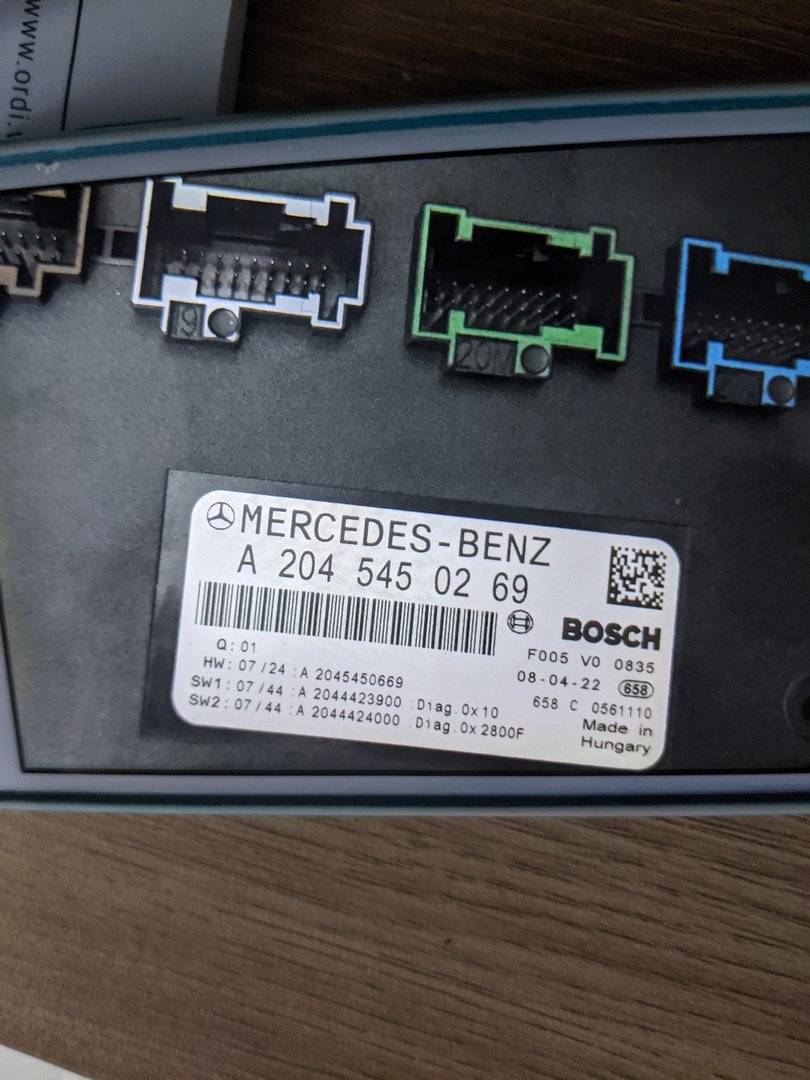 www.ordi.
19
20M
MERCEDES-BENZ
A 204 545 02 69
BOSCH
Q: 01
HW: 07/24 :A 2045450669
SW1: 07/44 :A 2044423900 :Diag.0x10
SW2: 07/44 :A 2044424000 :Diag.0x2800F
F005 V0 0835
08-04-22 658
658 C 0561110
Made in
Hungary